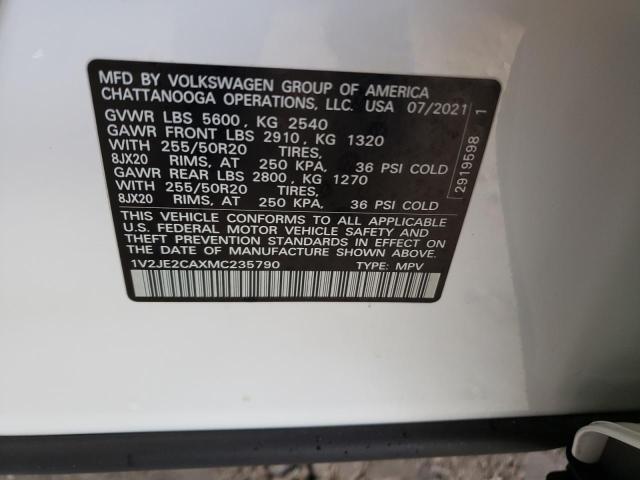 MFD BY VOLKSWAGEN GROUP OF AMERICA
CHATTANOOGA OPERATIONS, LLC. USA 07/2021
GVWR LBS 5600, KG 2540
GAWR FRONT LBS 2910, KG 1320
WITH 255/50R20 TIRES,
8JX20 RIMS, AT 250 KPA, 36 PSI COLD
GAWR REAR LBS 2800, KG 1270
WITH 255/50R20 TIRES,
8JX20 RIMS, AT 250 KPA, 36 PSI COLD
THIS VEHICLE CONFORMS TO ALL APPLICABLE
U.S. FEDERAL MOTOR VEHICLE SAFETY AND
THEFT PREVENTION STANDARDS IN EFFECT ON
THE DATE OF MANUFACTURE SHOWN ABOVE.
1V2JE2CAXMC235790 TYPE: MPV
2919598 1